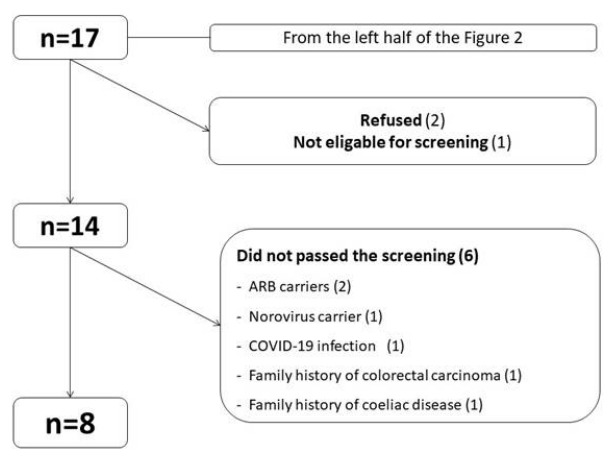 n=17
From the left half of the Figure 2
Refused (2)
Not eligable for screening (1)
n=14
Did not passed the screening (6)
- ARB carriers (2)
- Norovirus carrier (1)
- COVID-19 infection (1)
- Family history of colorectal carcinoma (1)
- Family history of coeliac disease (1)
n=8